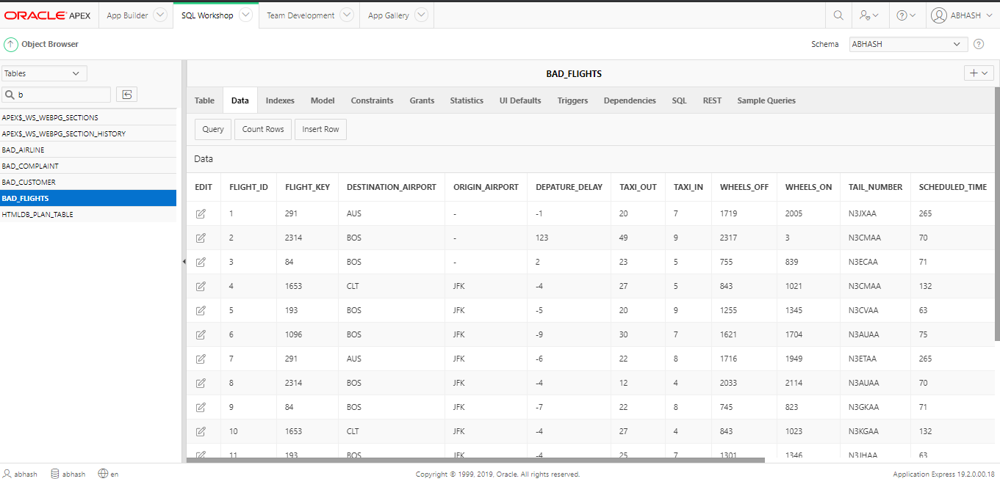 ORACLE APEX App Builder SQL Workshop Team Development App Gallery ABHASH
Object Browser Schema ABHASH
Tables
b
APEX$_WS_WEBPG_SECTIONS
APEX$_WS_WEBPG_SECTION_HISTORY
BAD_AIRLINE
BAD_COMPLAINT
BAD_CUSTOMER
BAD_FLIGHTS
HTMLDB_PLAN_TABLE
BAD_FLIGHTS
Table Data Indexes Model Constraints Grants Statistics UI Defaults Triggers Dependencies SQL REST Sample Queries
Query Count Rows Insert Row
Data
EDIT FLIGHT_ID FLIGHT_KEY DESTINATION_AIRPORT ORIGIN_AIRPORT DEPATURE_DELAY TAXI_OUT TAXI_IN WHEELS_OFF WHEELS_ON TAIL_NUMBER SCHEDULED_TIME
1 291 AUS - -1 20 7 1719 2005 N3JXAA 265
2 2314 BOS - 123 49 9 2317 3 N3CMAA 70
3 84 BOS - 2 23 5 755 839 N3ECAA 71
4 1653 CLT JFK -4 27 5 843 1021 N3CMAA 132
5 193 BOS JFK -5 20 9 1255 1345 N3CVAA 63
6 1096 BOS JFK -9 30 7 1621 1704 N3AUAA 75
7 291 AUS JFK -6 22 8 1716 1949 N3ETAA 265
8 2314 BOS JFK -4 12 4 2033 2114 N3AUAA 70
9 84 BOS JFK -7 22 8 745 823 N3GKAA 71
10 1653 CLT JFK -4 27 4 843 1023 N3KGAA 132
11 193 BOS JFK -4 25 7 1301 1346 N3JHAA 63
abhash abhash en Copyright © 1999, 2019, Oracle. All rights reserved. Application Express 19.2.0.00.18